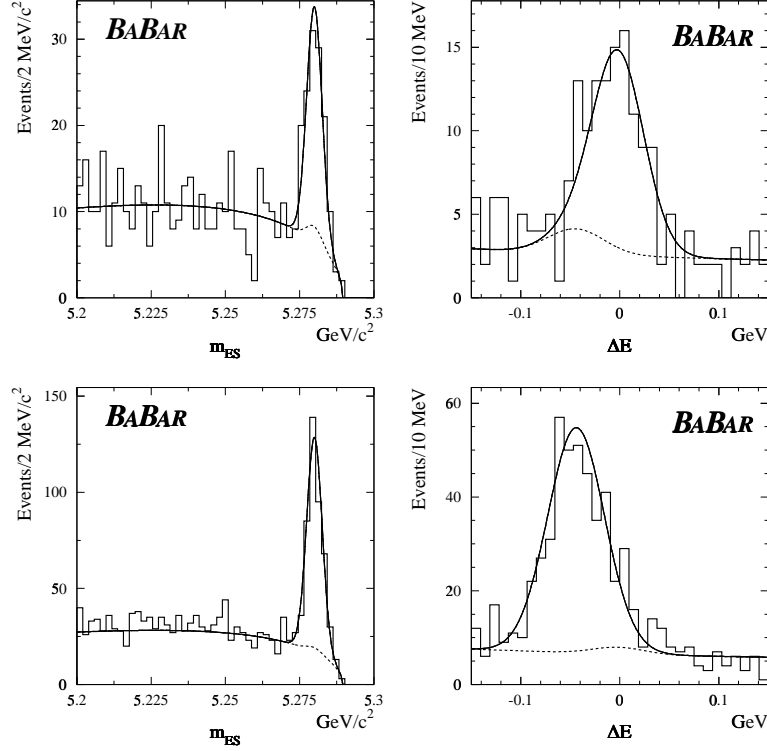 BABAR
Events/2 MeV/c²
30
20
10
0
5.2
5.225
5.25
5.275
5.3
GeV/c²
mES
BABAR
Events/10 MeV
15
10
5
0
-0.1
0
0.1
GeV
ΔE
BABAR
Events/2 MeV/c²
150
100
50
0
5.2
5.225
5.25
5.275
5.3
GeV/c²
mES
BABAR
Events/10 MeV
60
40
20
0
-0.1
0
0.1
GeV
ΔE